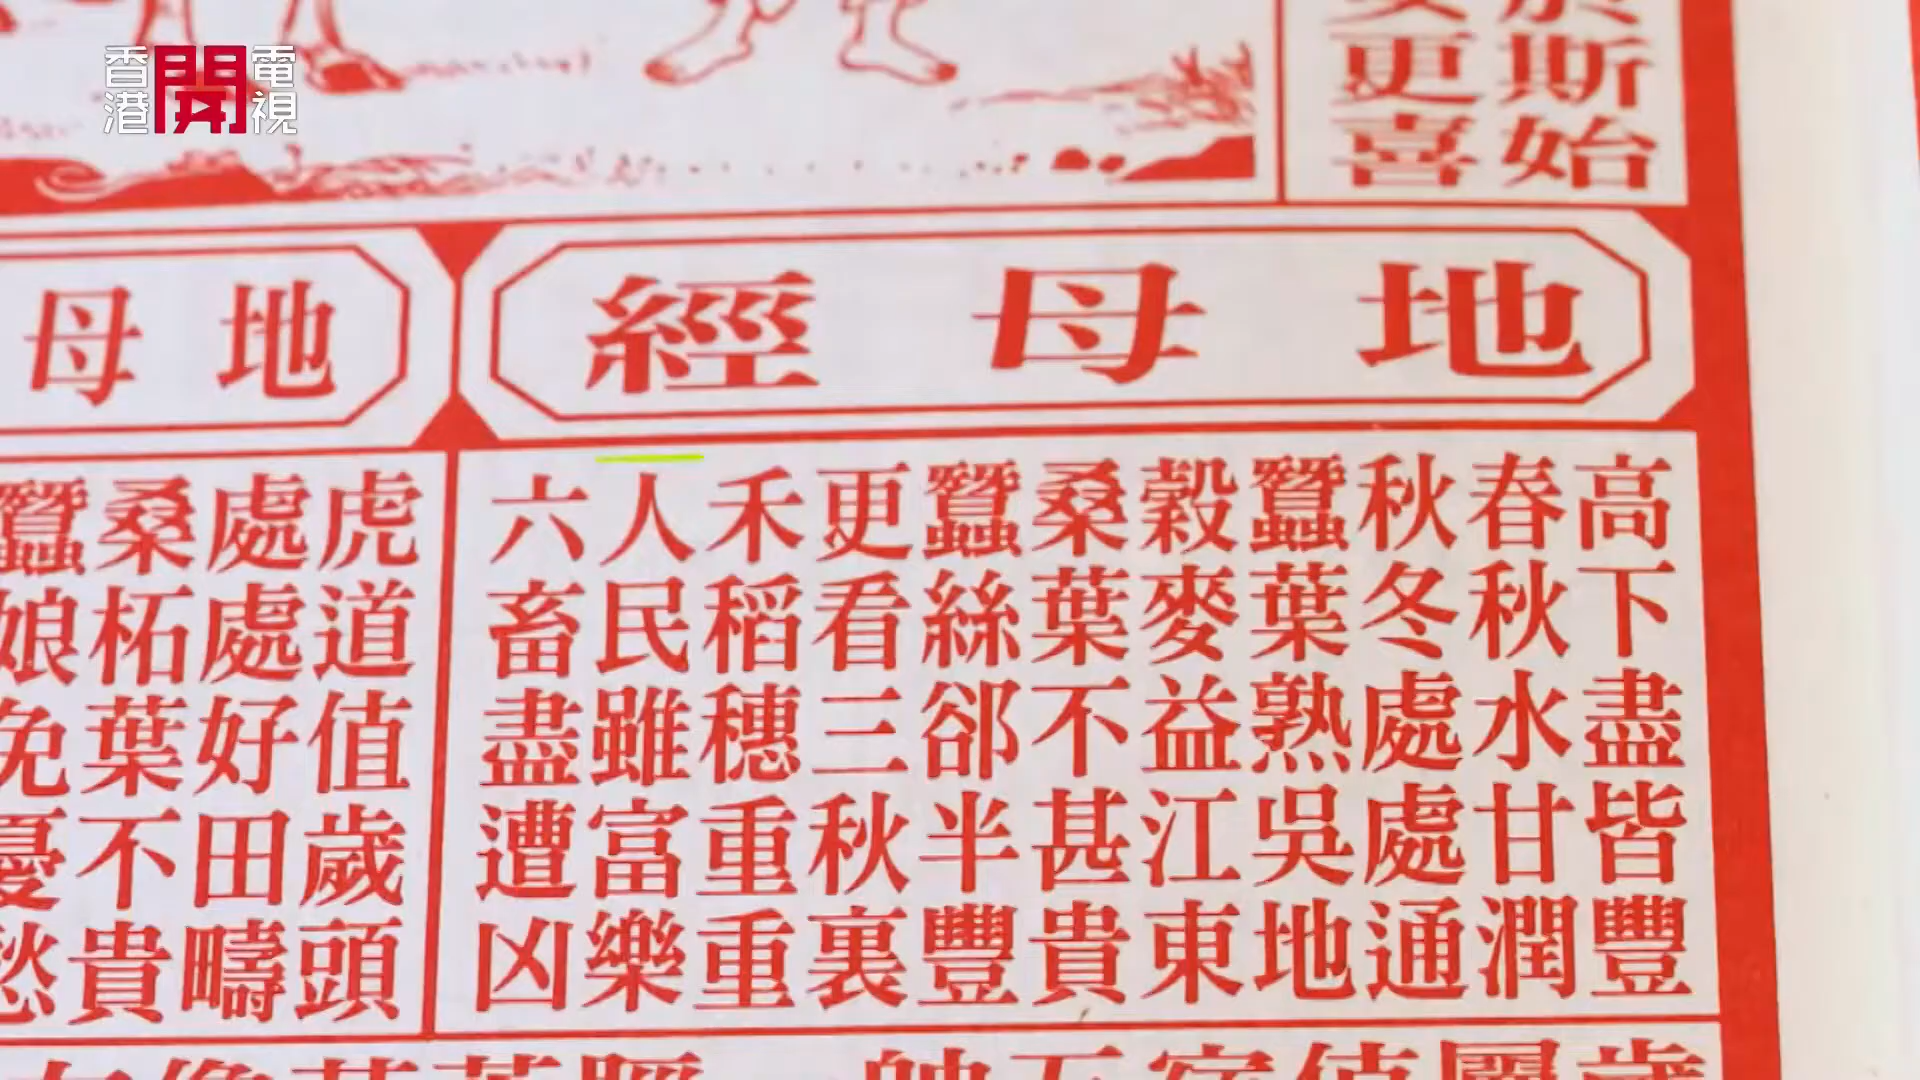 香港開電視
於斯始
更喜
地母經
高下盡皆豐
春秋水甘潤
秋冬處處通
蠶葉熟吳地
穀麥益江東
桑葉不甚貴
蠶絲卻半豐
更看三秋裏
禾稻穗重重
人民雖富樂
六畜盡遭凶
地母
虎道值歲頭
處處好田疇
桑柘葉不貴
蠶娘免憂愁